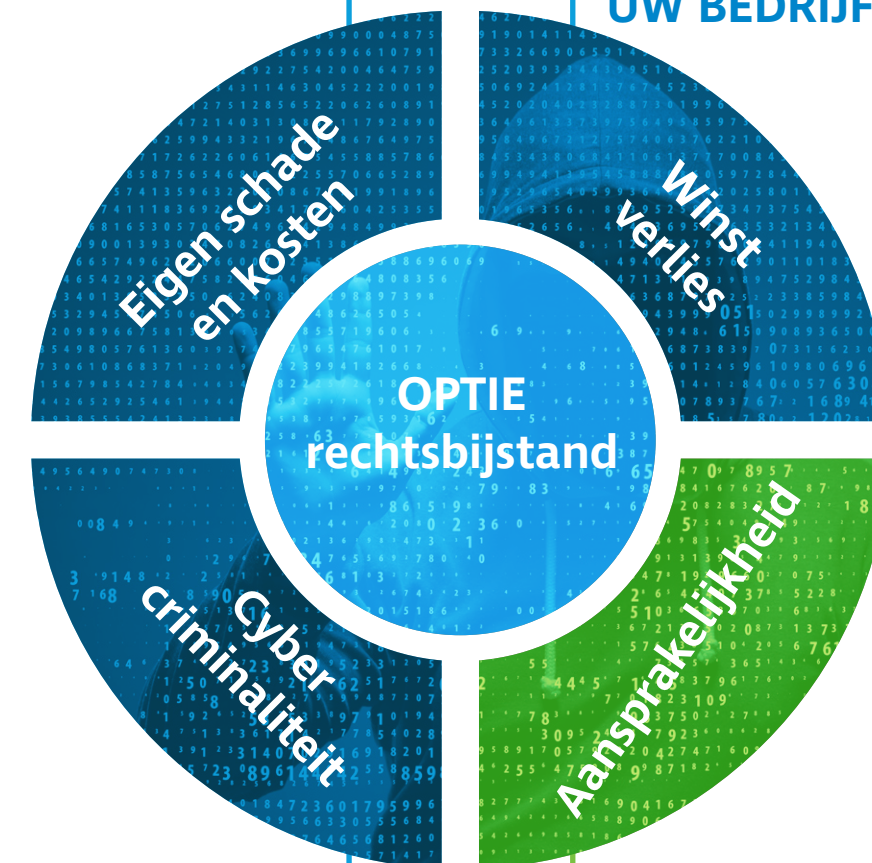 UW BEDRIJF
Eigen schade
en kosten
Winst
verlies
OPTIE
rechtsbijstand
Cyber
criminaliteit
Aansprakelijkheid